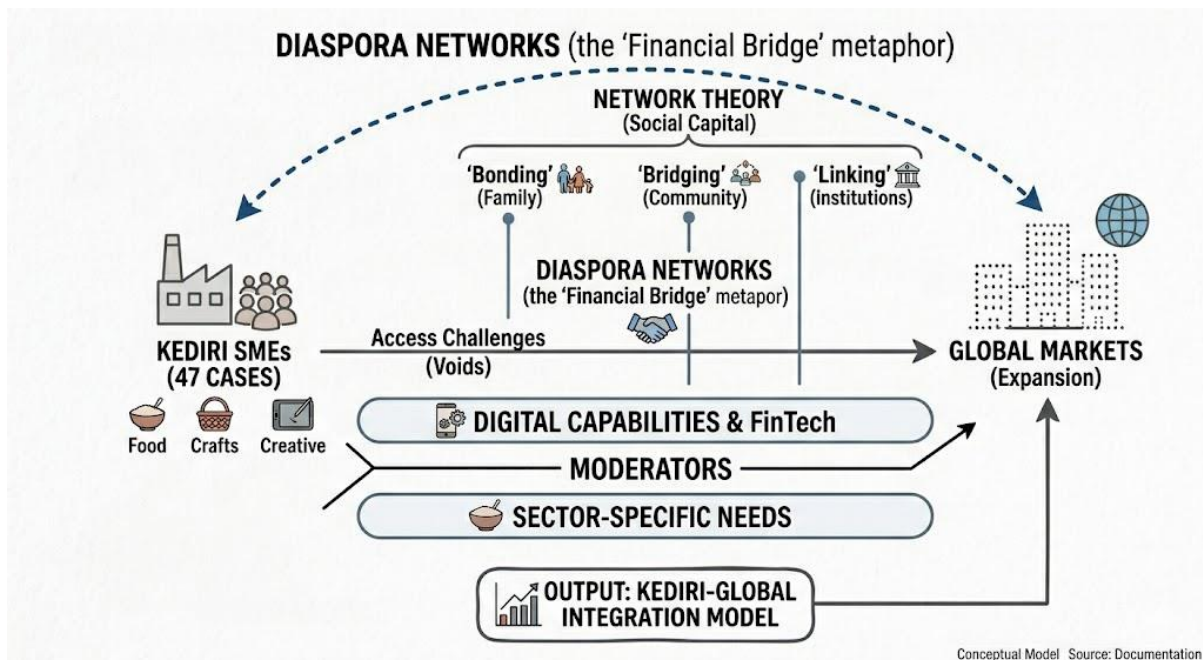 DIASPORA NETWORKS (the 'Financial Bridge' metaphor)
NETWORK THEORY
(Social Capital)
'Bonding'
(Family)
'Bridging'
(Community)
'Linking'
(Institutions)
DIASPORA NETWORKS
(the 'Financial Bridge' metapor)
KEDIRI SMEs
(47 CASES)
Food
Crafts
Creative
Access Challenges
(Voids)
GLOBAL MARKETS
(Expansion)
DIGITAL CAPABILITIES & FinTech
MODERATORS
SECTOR-SPECIFIC NEEDS
OUTPUT: KEDIRI-GLOBAL
INTEGRATION MODEL
Conceptual Model Source: Documentation